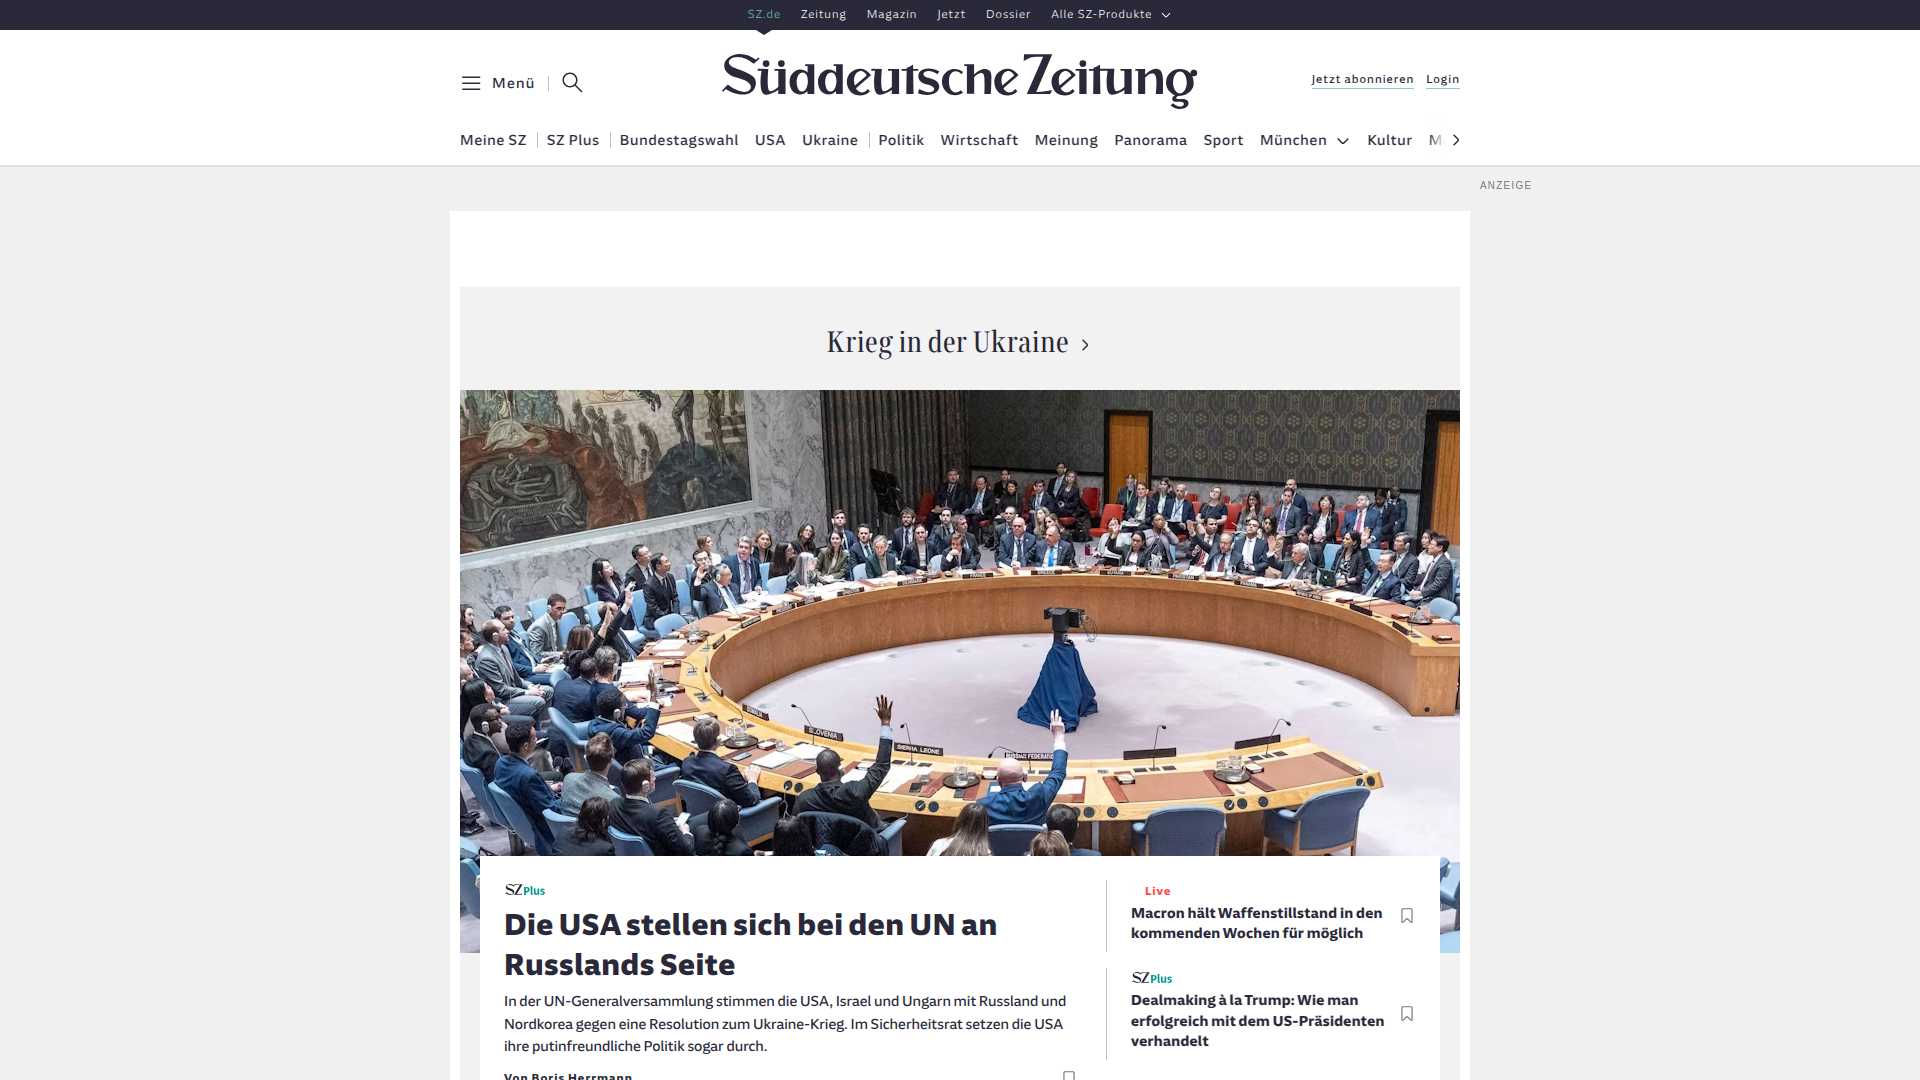 SZ.de Zeitung Magazin Jetzt Dossier Alle SZ-Produkte
Menü
Süddeutsche Zeitung
Jetzt abonnieren Login
Meine SZ SZ Plus Bundestagswahl USA Ukraine Politik Wirtschaft Meinung Panorama Sport München Kultur M
ANZEIGE
Krieg in der Ukraine
SLOVENIA
SIERRA LEONE
RUSSIAN FEDERATION
SZ Plus
Die USA stellen sich bei den UN an
Russlands Seite
In der UN-Generalversammlung stimmen die USA, Israel und Ungarn mit Russland und
Nordkorea gegen eine Resolution zum Ukraine-Krieg. Im Sicherheitsrat setzen die USA
ihre putinfreundliche Politik sogar durch.
Von Boris Herrmann
Live
Macron hält Waffenstillstand in den
kommenden Wochen für möglich
SZ Plus
Dealmaking à la Trump: Wie man
erfolgreich mit dem US-Präsidenten
verhandelt